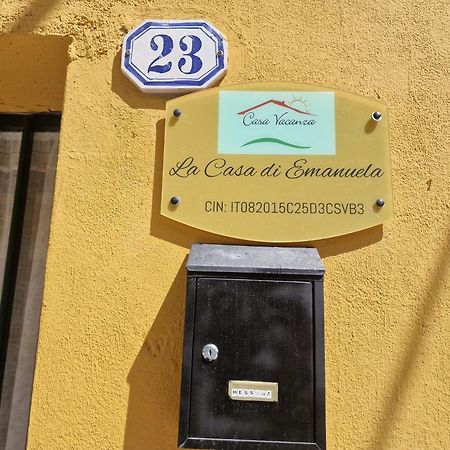 23
Casa Vacanza
La Casa di Emanuela
CIN: IT082015C25D3CSVB3